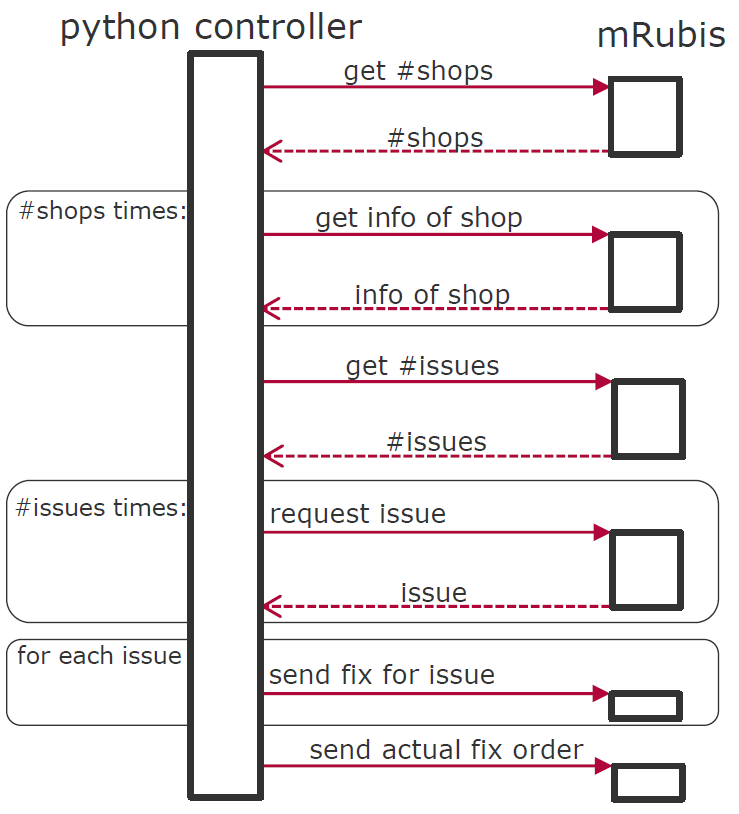 python controller
mRubis
get #shops
#shops
#shops times:
get info of shop
info of shop
get #issues
#issues
#issues times:
request issue
issue
for each issue
send fix for issue
send actual fix order